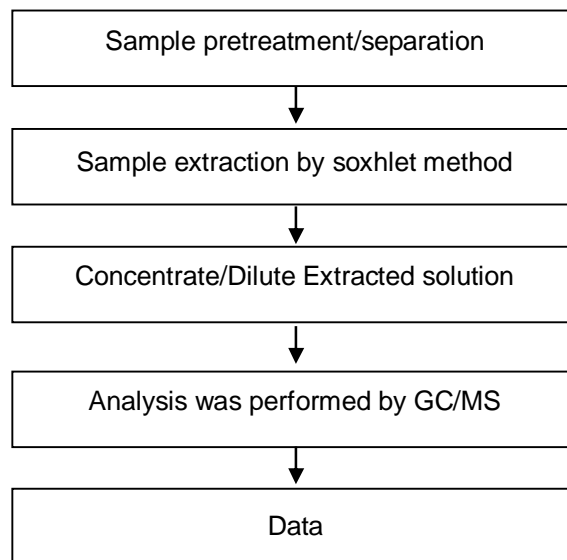 Sample pretreatment/separation
Sample extraction by soxhlet method
Concentrate/Dilute Extracted solution
Analysis was performed by GC/MS
Data